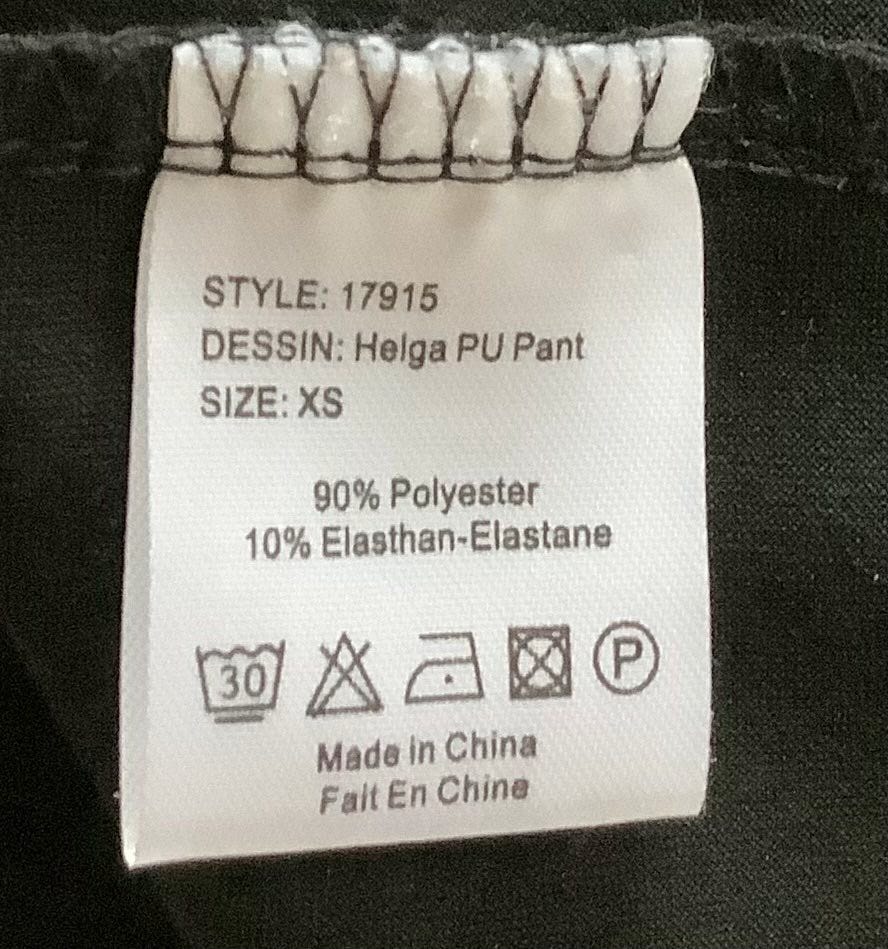 STYLE: 17915
DESSIN: Helga PU Pant
SIZE: XS
90% Polyester
10% Elasthan-Elastane
30
P
Made in China
Fait En Chine